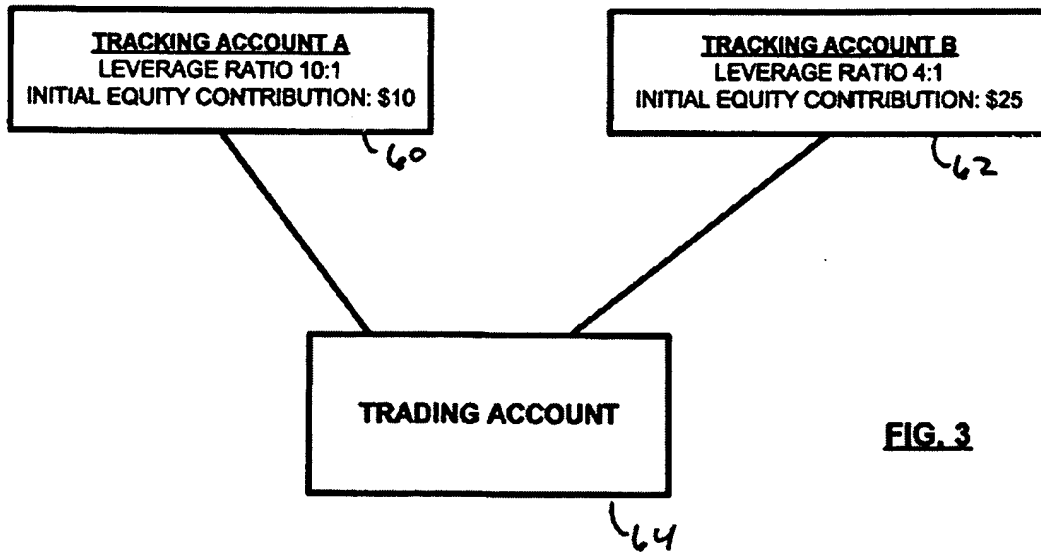 TRACKING ACCOUNT A
LEVERAGE RATIO 10:1
INITIAL EQUITY CONTRIBUTION: $10
60
TRACKING ACCOUNT B
LEVERAGE RATIO 4:1
INITIAL EQUITY CONTRIBUTION: $25
62
TRADING ACCOUNT
64
FIG. 3